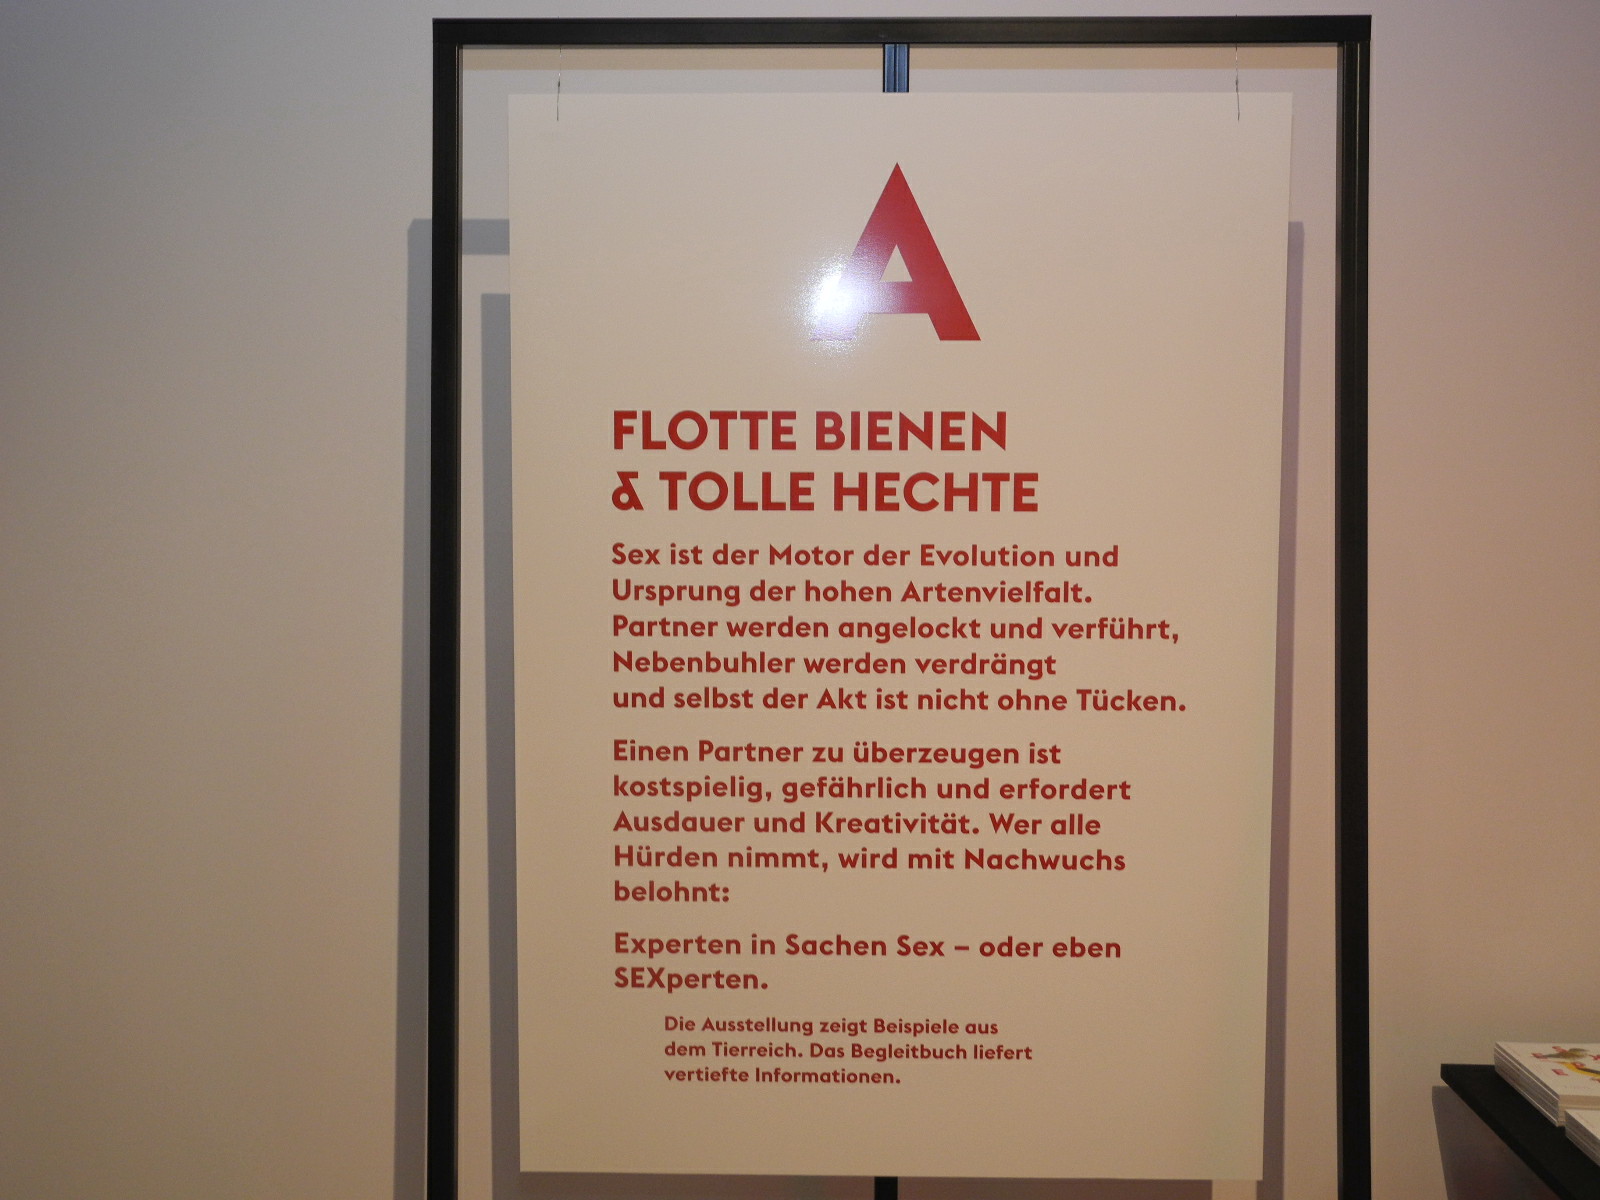 A
FLOTTE BIENEN
& TOLLE HECHTE
Sex ist der Motor der Evolution und
Ursprung der hohen Artenvielfalt.
Partner werden angelockt und verführt,
Nebenbuhler werden verdrängt
und selbst der Akt ist nicht ohne Tücken.
Einen Partner zu überzeugen ist
kostspielig, gefährlich und erfordert
Ausdauer und Kreativität. Wer alle
Hürden nimmt, wird mit Nachwuchs
belohnt:
Experten in Sachen Sex – oder eben
SEXperten.
Die Ausstellung zeigt Beispiele aus
dem Tierreich. Das Begleitbuch liefert
vertiefte Informationen.